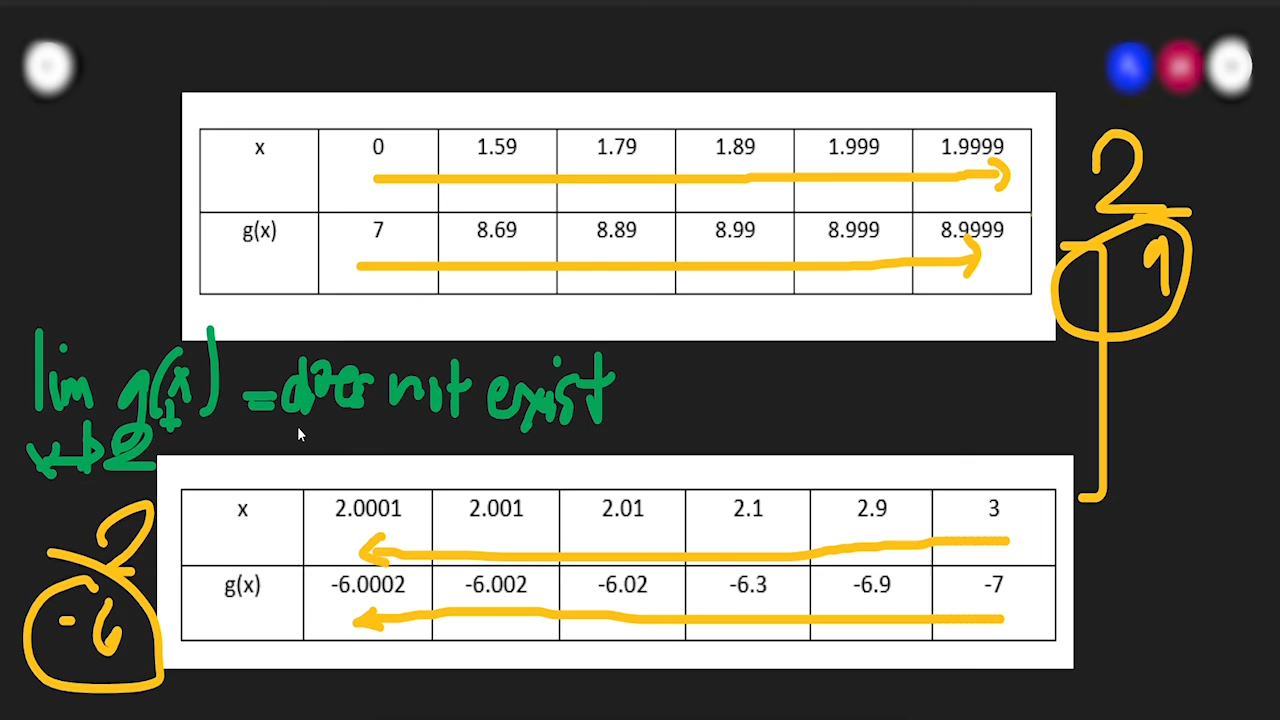 x 0 1.59 1.79 1.89 1.999 1.9999
2
g(x) 7 8.69 8.89 8.99 8.999 8.9999
9
lim g(x) = does not exist
x→2⁺
x 2.0001 2.001 2.01 2.1 2.9 3
2
g(x) -6.0002 -6.002 -6.02 -6.3 -6.9 -7
-6